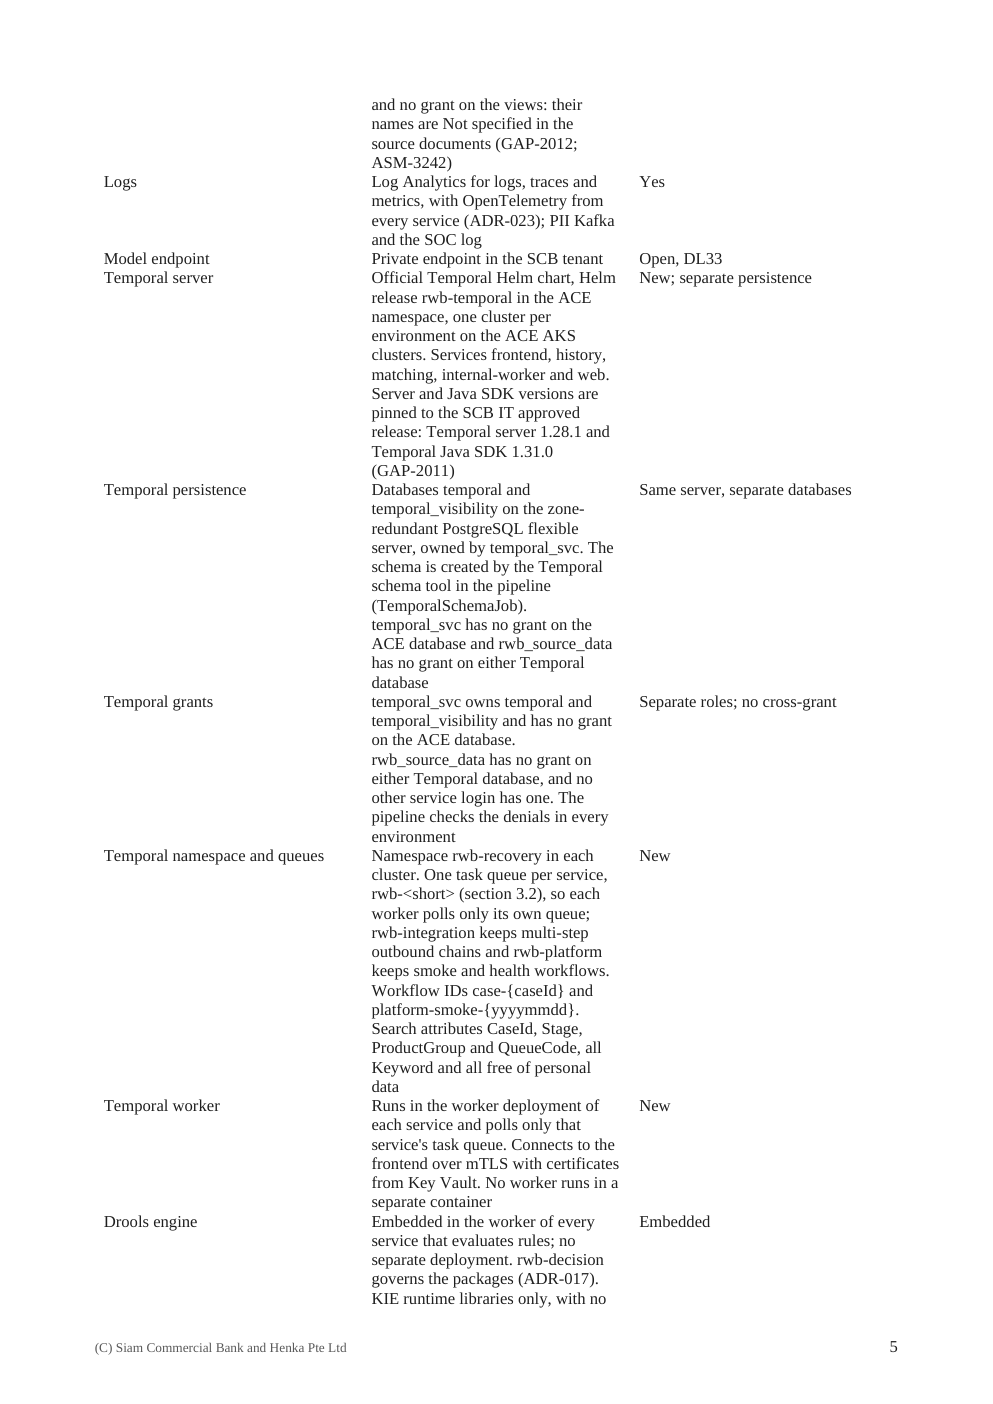 and no grant on the views: their
names are Not specified in the
source documents (GAP-2012;
ASM-3242)
Logs Log Analytics for logs, traces and Yes
metrics, with OpenTelemetry from
every service (ADR-023); PII Kafka
and the SOC log
Model endpoint Private endpoint in the SCB tenant Open, DL33
Temporal server Official Temporal Helm chart, Helm New; separate persistence
release rwb-temporal in the ACE
namespace, one cluster per
environment on the ACE AKS
clusters. Services frontend, history,
matching, internal-worker and web.
Server and Java SDK versions are
pinned to the SCB IT approved
release: Temporal server 1.28.1 and
Temporal Java SDK 1.31.0
(GAP-2011)
Temporal persistence Databases temporal and Same server, separate databases
temporal_visibility on the zone-
redundant PostgreSQL flexible
server, owned by temporal_svc. The
schema is created by the Temporal
schema tool in the pipeline
(TemporalSchemaJob).
temporal_svc has no grant on the
ACE database and rwb_source_data
has no grant on either Temporal
database
Temporal grants temporal_svc owns temporal and Separate roles; no cross-grant
temporal_visibility and has no grant
on the ACE database.
rwb_source_data has no grant on
either Temporal database, and no
other service login has one. The
pipeline checks the denials in every
environment
Temporal namespace and queues Namespace rwb-recovery in each New
cluster. One task queue per service,
rwb-<short> (section 3.2), so each
worker polls only its own queue;
rwb-integration keeps multi-step
outbound chains and rwb-platform
keeps smoke and health workflows.
Workflow IDs case-{caseId} and
platform-smoke-{yyyymmdd}.
Search attributes CaseId, Stage,
ProductGroup and QueueCode, all
Keyword and all free of personal
data
Temporal worker Runs in the worker deployment of New
each service and polls only that
service's task queue. Connects to the
frontend over mTLS with certificates
from Key Vault. No worker runs in a
separate container
Drools engine Embedded in the worker of every Embedded
service that evaluates rules; no
separate deployment. rwb-decision
governs the packages (ADR-017).
KIE runtime libraries only, with no
(C) Siam Commercial Bank and Henka Pte Ltd 5